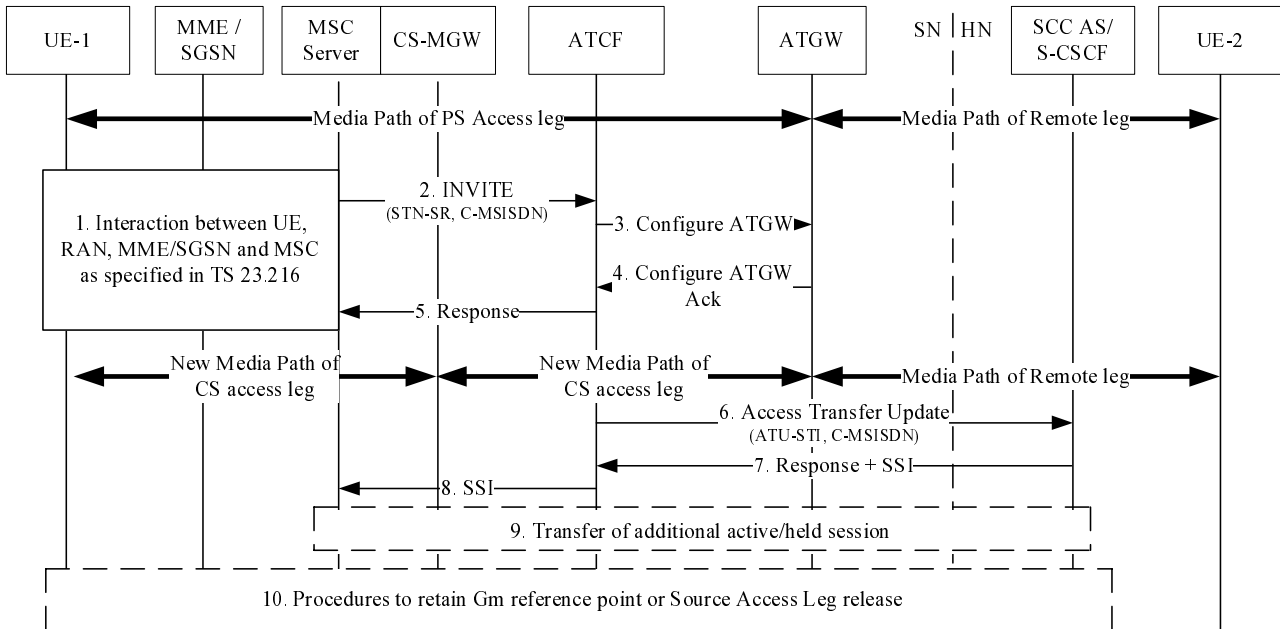 UE-1
MME /
SGSN
MSC
Server
CS-MGW
ATCF
ATGW
SN
HN
SCC AS/
S-CSCF
UE-2
Media Path of PS Access leg
Media Path of Remote leg
1. Interaction between UE,
RAN, MME/SGSN and MSC
as specified in TS 23.216
2. INVITE
(STN-SR, C-MSISDN)
3. Configure ATGW
4. Configure ATGW
Ack
5. Response
New Media Path of
CS access leg
New Media Path of
CS access leg
Media Path of Remote leg
6. Access Transfer Update
(ATU-STI, C-MSISDN)
7. Response + SSI
8. SSI
9. Transfer of additional active/held session
10. Procedures to retain Gm reference point or Source Access Leg release